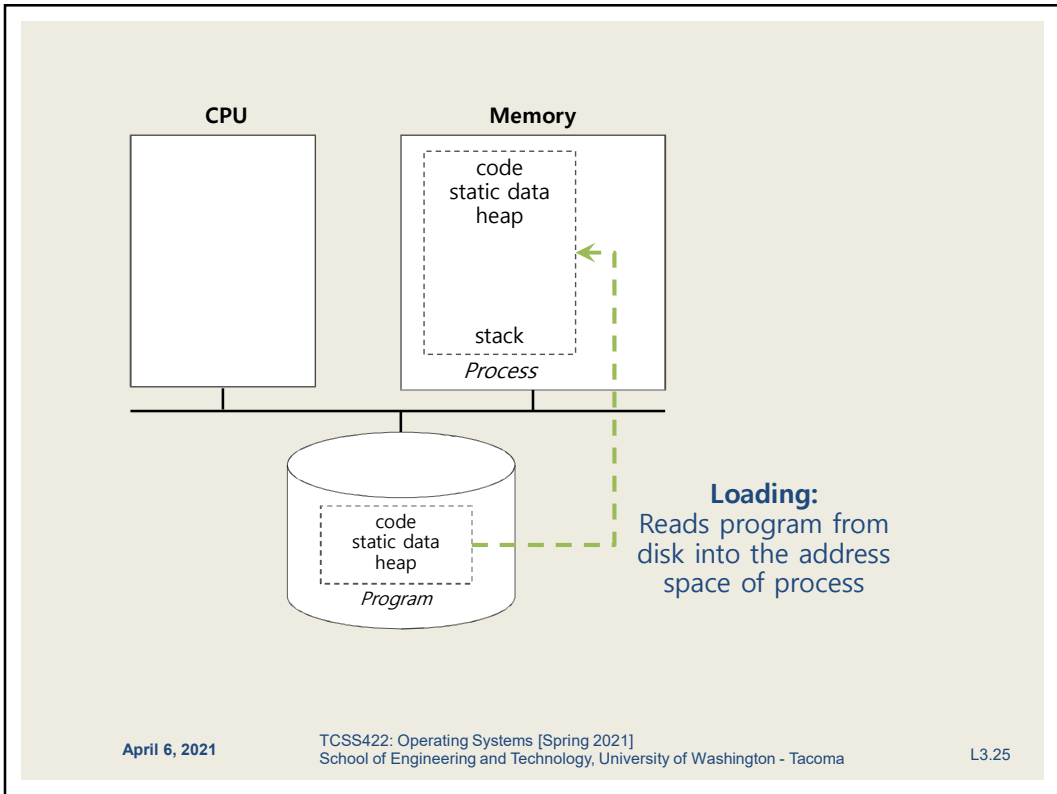 CPU
Memory
code
static data
heap
stack
Process
code
static data
heap
Program
Loading:
Reads program from
disk into the address
space of process
April 6, 2021
TCSS422: Operating Systems [Spring 2021]
School of Engineering and Technology, University of Washington - Tacoma
L3.25